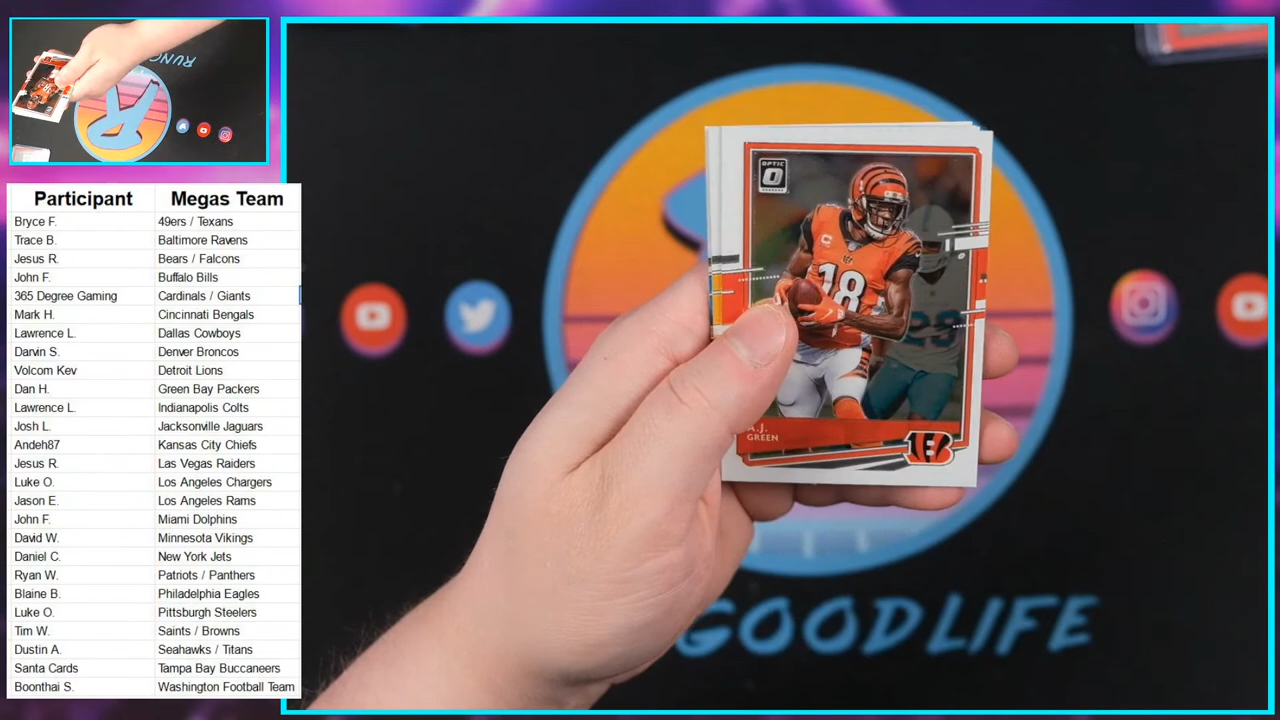 RUNG
Participant Megas Team
Bryce F. 49ers / Texans
Trace B. Baltimore Ravens
Jesus R. Bears / Falcons
John F. Buffalo Bills
365 Degree Gaming Cardinals / Giants
Mark H. Cincinnati Bengals
Lawrence L. Dallas Cowboys
Darvin S. Denver Broncos
Volcom Kev Detroit Lions
Dan H. Green Bay Packers
Lawrence L. Indianapolis Colts
Josh L. Jacksonville Jaguars
Andeh87 Kansas City Chiefs
Jesus R. Las Vegas Raiders
Luke O. Los Angeles Chargers
Jason E. Los Angeles Rams
John F. Miami Dolphins
David W. Minnesota Vikings
Daniel C. New York Jets
Ryan W. Patriots / Panthers
Blaine B. Philadelphia Eagles
Luke O. Pittsburgh Steelers
Tim W. Saints / Browns
Dustin A. Seahawks / Titans
Santa Cards Tampa Bay Buccaneers
Boonthai S. Washington Football Team
OPTIC
O
C
18
29
A.J.
GREEN
B
GOODLIFE